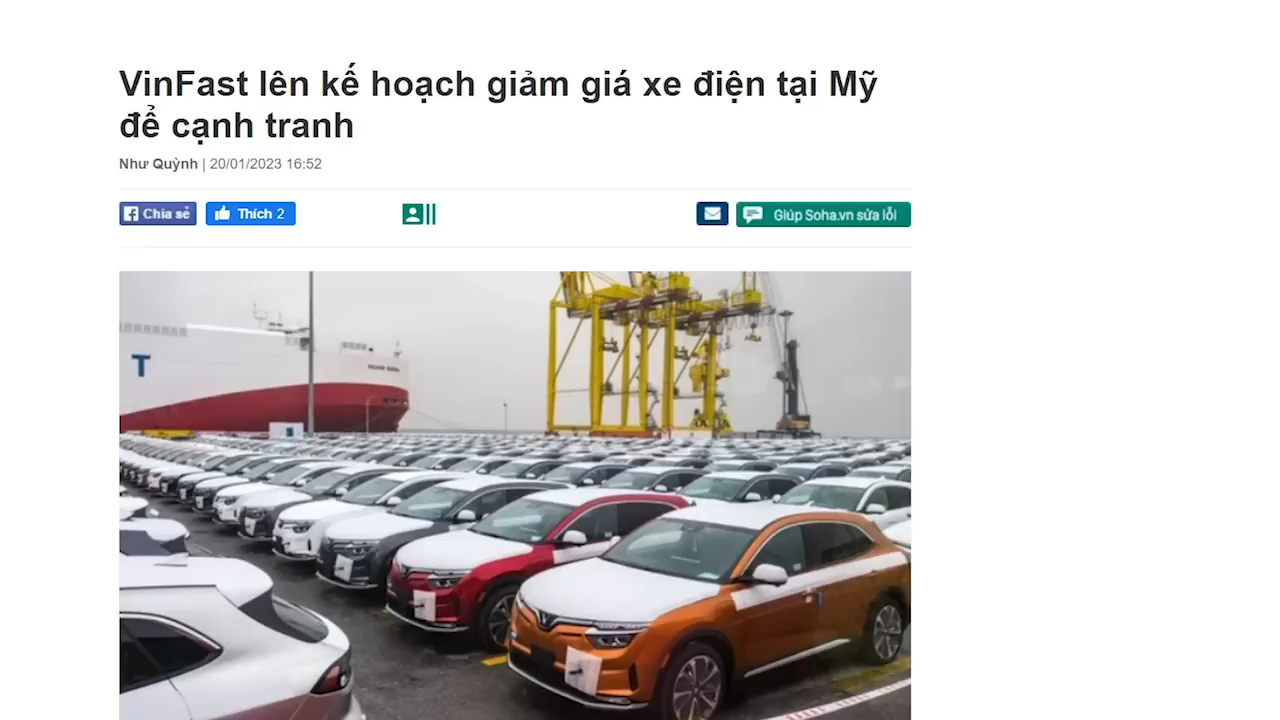 VinFast lên kế hoạch giảm giá xe điện tại Mỹ
để cạnh tranh
Như Quỳnh | 20/01/2023 16:52
Chia sẻ
Thích 2
Giúp Soha.vn sửa lỗi
T